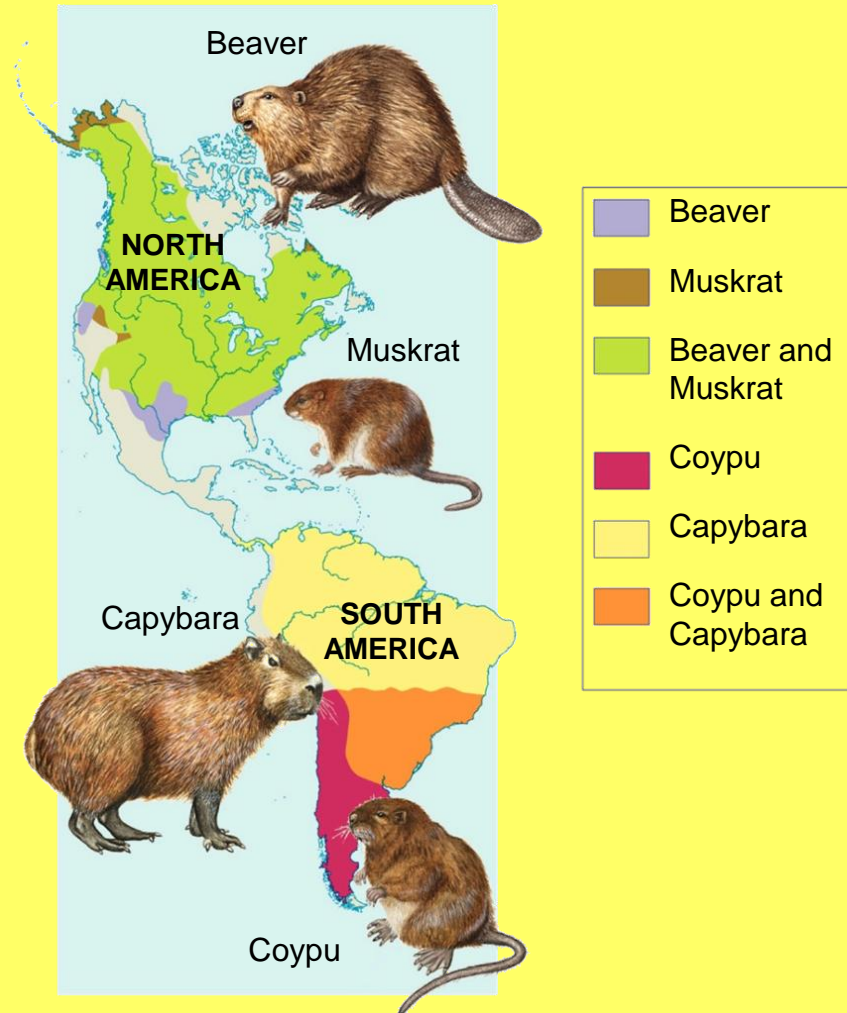 Beaver
NORTH
AMERICA
Muskrat
Capybara
SOUTH
AMERICA
Coypu
Beaver
Muskrat
Beaver and
Muskrat
Coypu
Capybara
Coypu and
Capybara